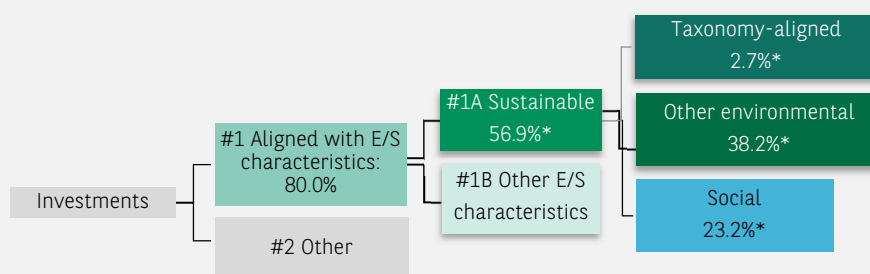 Investments
#1 Aligned with E/S
characteristics:
80.0%
#2 Other
#1A Sustainable
56.9%*
#1B Other E/S
characteristics
Taxonomy-aligned
2.7%*
Other environmental
38.2%*
Social
23.2%*